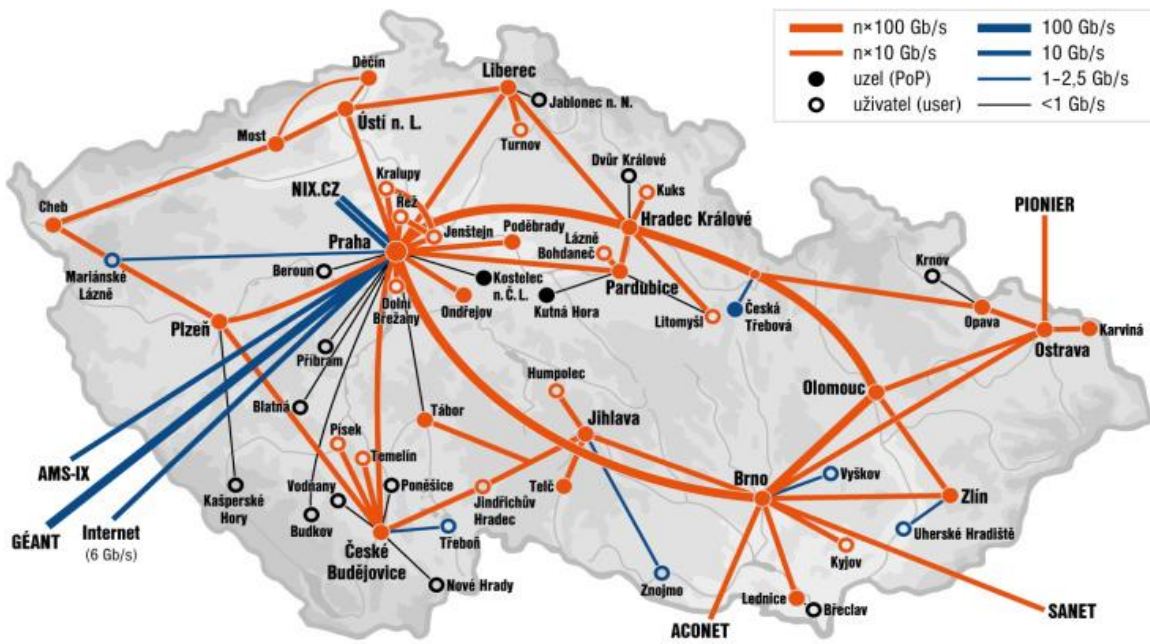 n×100 Gb/s
n×10 Gb/s
uzel (PoP)
uživatel (user)
100 Gb/s
10 Gb/s
1–2,5 Gb/s
<1 Gb/s
Děčín
Liberec
Jablonec n. N.
Ústí n. L.
Most
Turnov
Dvůr Králové
Kralupy
Kuks
NIX.CZ
Řež
Cheb
Hradec Králové
PIONIER
Jenštejn
Poděbrady
Praha
Lázně
Bohdaneč
Krnov
Mariánské
Lázně
Beroun
Kostelec
n. Č. L.
Pardubice
Dolní
Břežany
Ondřejov
Kutná Hora
Litomyšl
Česká
Třebová
Opava
Karviná
Plzeň
Ostrava
Příbram
Humpolec
Olomouc
Blatná
Tábor
Jihlava
Písek
AMS-IX
Temelín
Brno
Vyškov
Vodňany
Poněšice
Telč
Zlín
Kašperské
Hory
Jindřichův
Hradec
GÉANT
Internet
(6 Gb/s)
Budkov
Třeboň
Uherské Hradiště
České
Budějovice
Kyjov
Nové Hrady
Znojmo
Lednice
Břeclav
SANET
ACONET